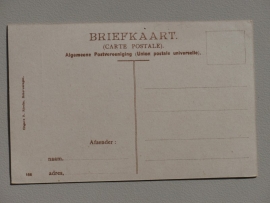 BRIEFKAART.
(CARTE POSTALE).
Algemeene Postvereeniging (Union postale universelle).
Afzender :
naam,
adres,